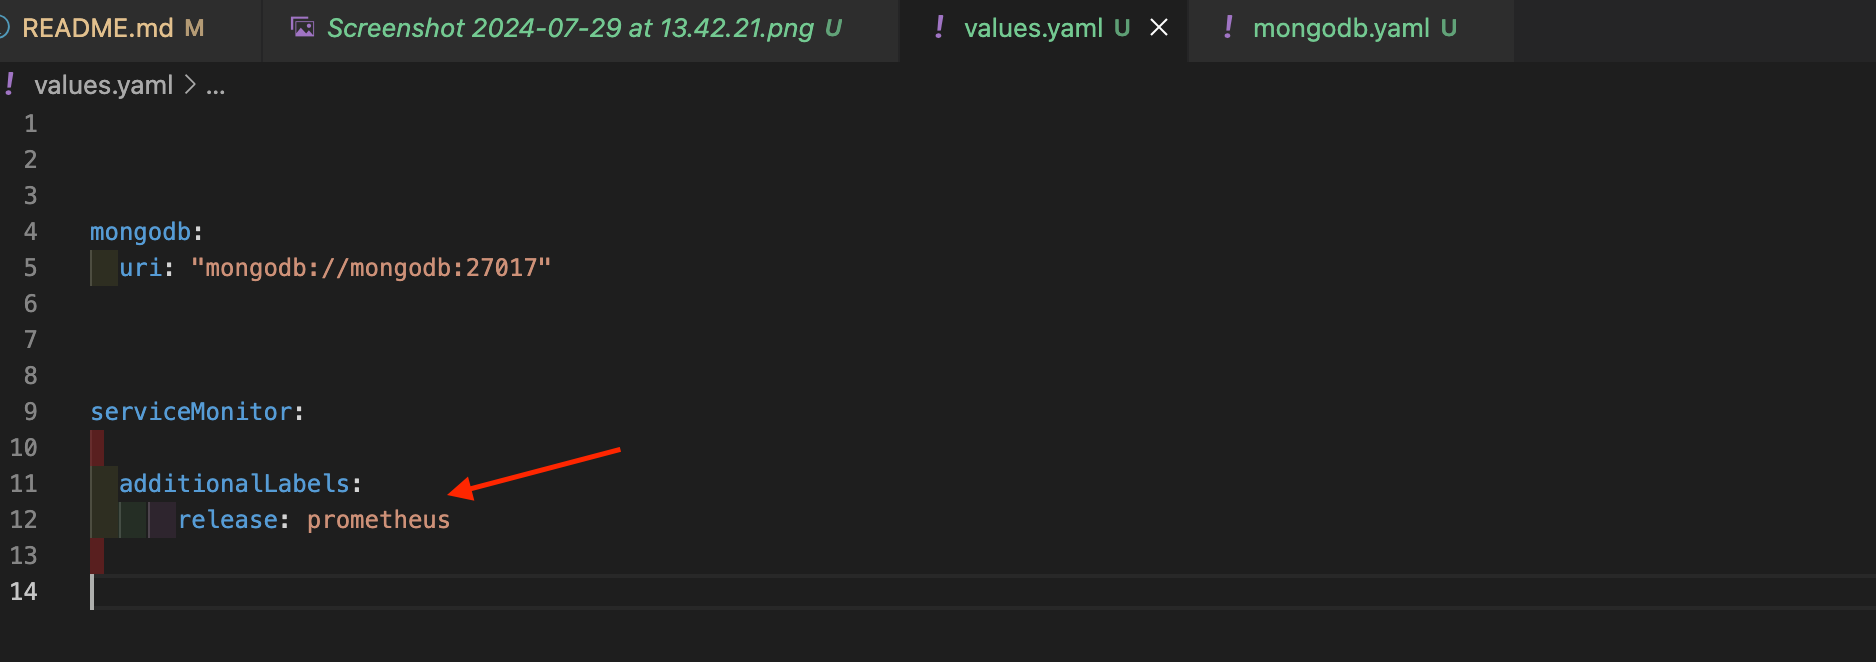 README.md M Screenshot 2024-07-29 at 13.42.21.png U ! values.yaml U × ! mongodb.yaml U
! values.yaml > ...
1
2
3
4 mongodb:
5 uri: "mongodb://mongodb:27017"
6
7
8
9 serviceMonitor:
10
11 additionalLabels:
12 release: prometheus
13
14